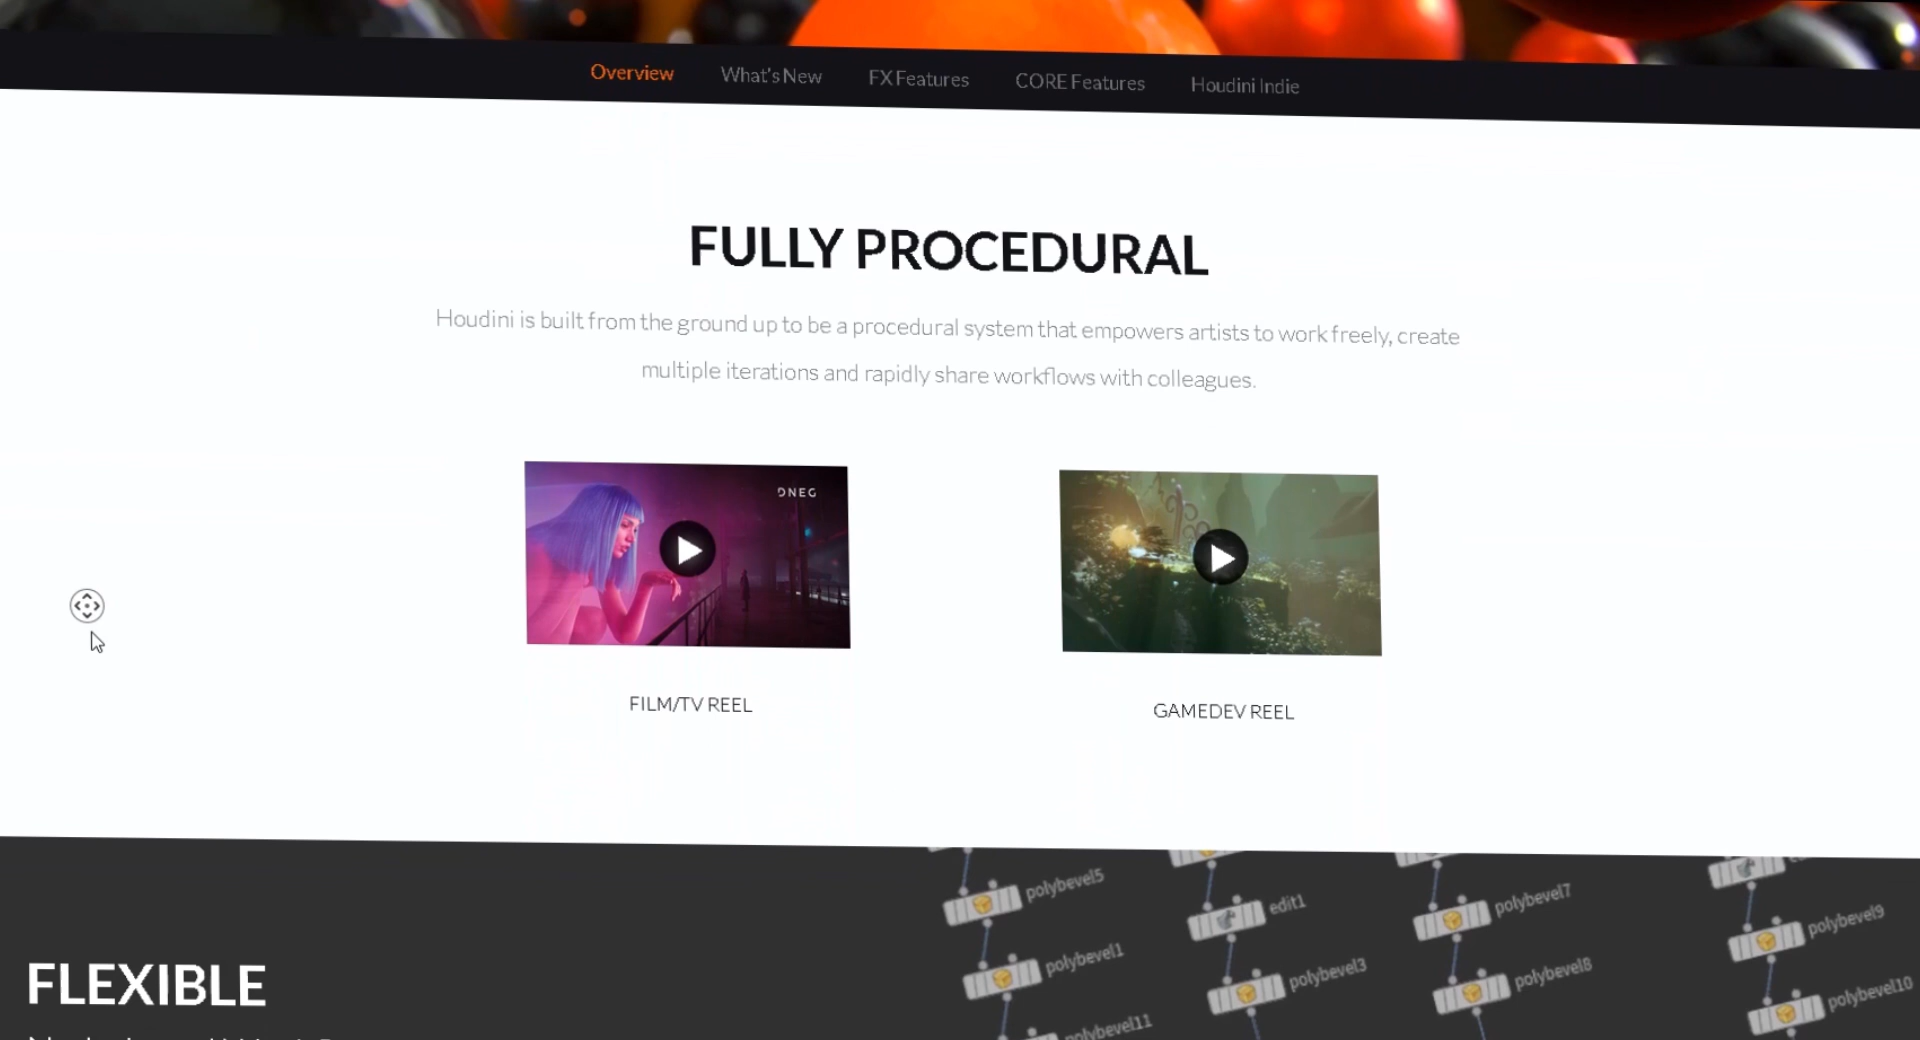 Overview
What's New
FX Features
CORE Features
Houdini Indie
FULLY PROCEDURAL
Houdini is built from the ground up to be a procedural system that empowers artists to work freely, create
multiple iterations and rapidly share workflows with colleagues.
DNEG
FILM/TV REEL
GAMEDEV REEL
polybevel5
edit1
polybevel7
polybevel9
polybevel1
polybevel3
polybevel8
polybevel10
polybevel11
FLEXIBLE